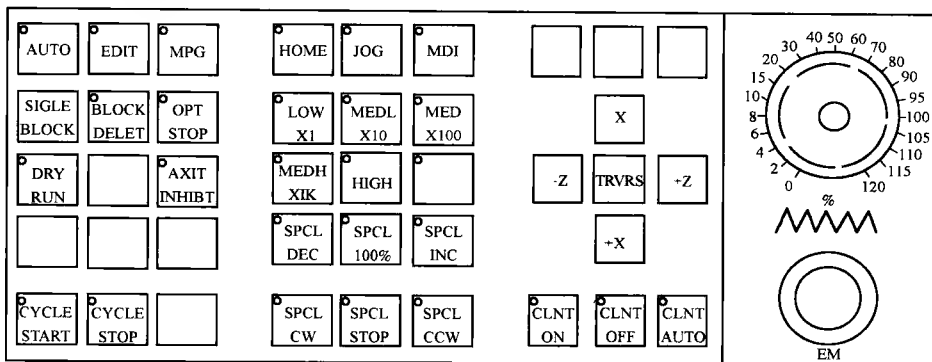 AUTO EDIT MPG HOME JOG MDI
SIGLE BLOCK OPT LOW MEDL MED X
BLOCK DELET STOP X1 X10 X100
DRY AXIT MEDH HIGH -Z TRVRS +Z
RUN INHIBT XIK
SPCL SPCL SPCL +X
DEC 100% INC
CYCLE CYCLE SPCL SPCL SPCL CLNT CLNT CLNT
START STOP CW STOP CCW ON OFF AUTO
0 2 4 6 8 10 15 20 30 40 50 60 70 80 90 95 100 105 110 115 120
%
EM